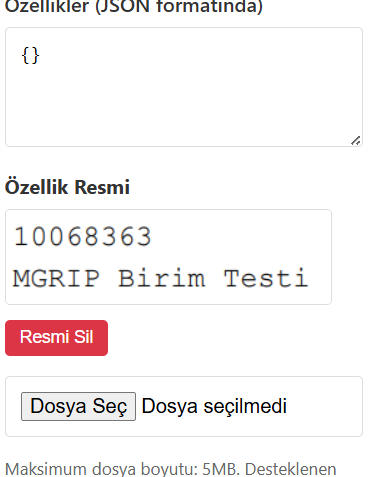 Özellikler (JSON formatında)
{}
Özellik Resmi
10068363
MGRIP Birim Testi
Resmi Sil
Dosya Seç Dosya seçilmedi
Maksimum dosya boyutu: 5MB. Desteklenen